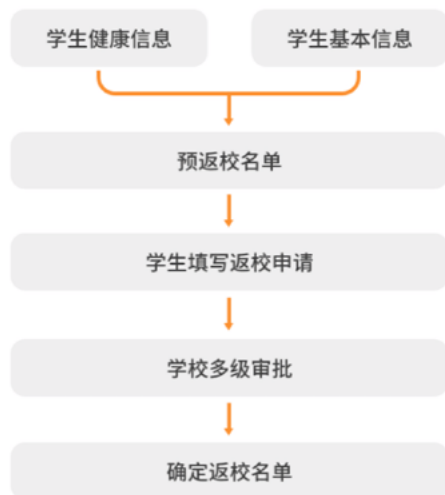 学生健康信息
学生基本信息
预返校名单
学生填写返校申请
学校多级审批
确定返校名单